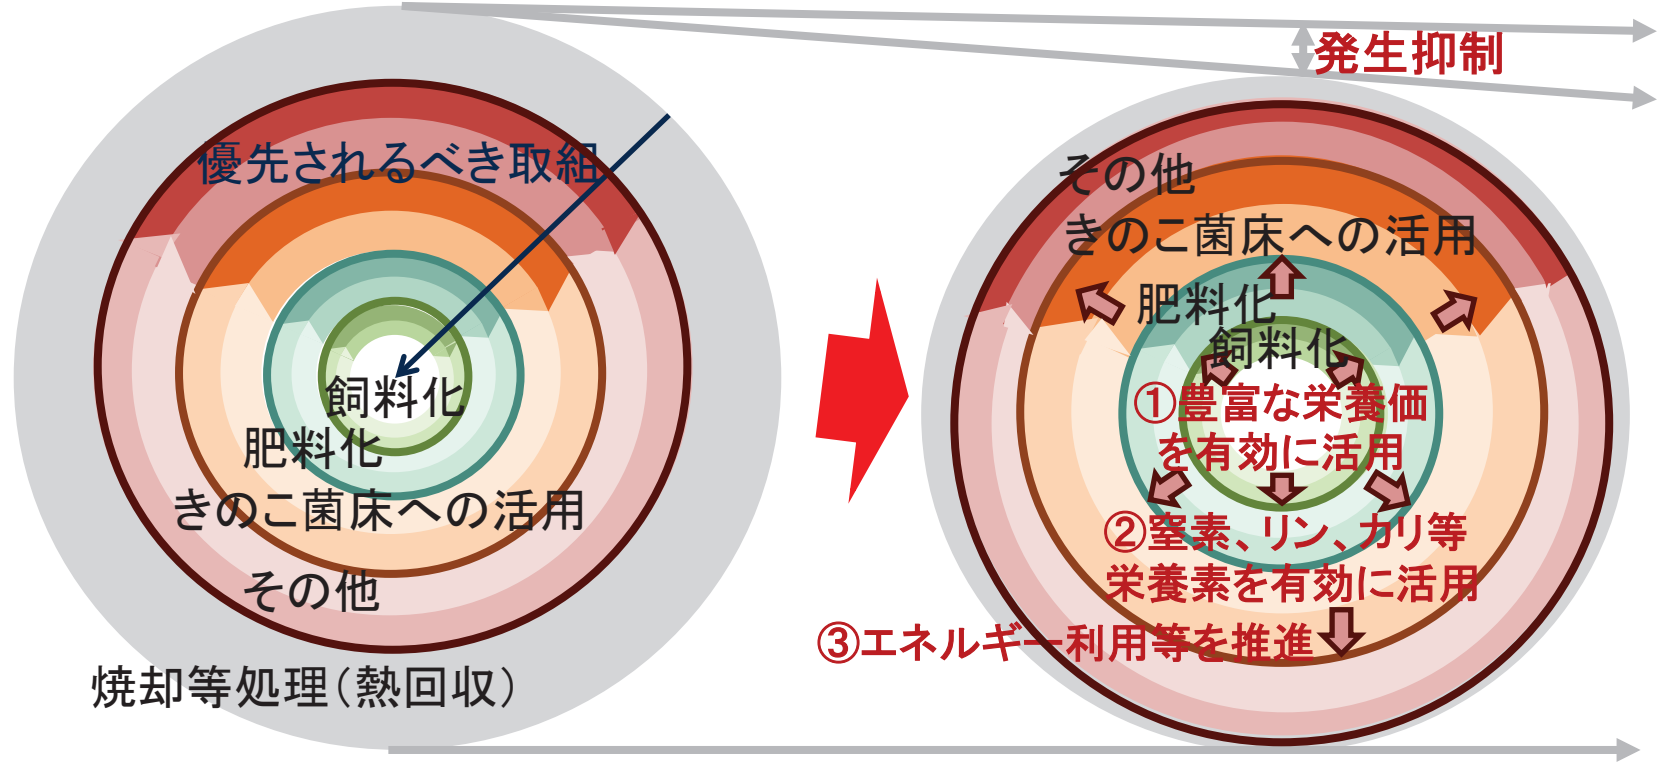 優先されるべき取組
飼料化
肥料化
きのこ菌床への活用
その他
焼却等処理（熱回収）
発生抑制
その他
きのこ菌床への活用
肥料化
飼料化
①豊富な栄養価
を有効に活用
②窒素、リン、カリ等
栄養素を有効に活用
③エネルギー利用等を推進